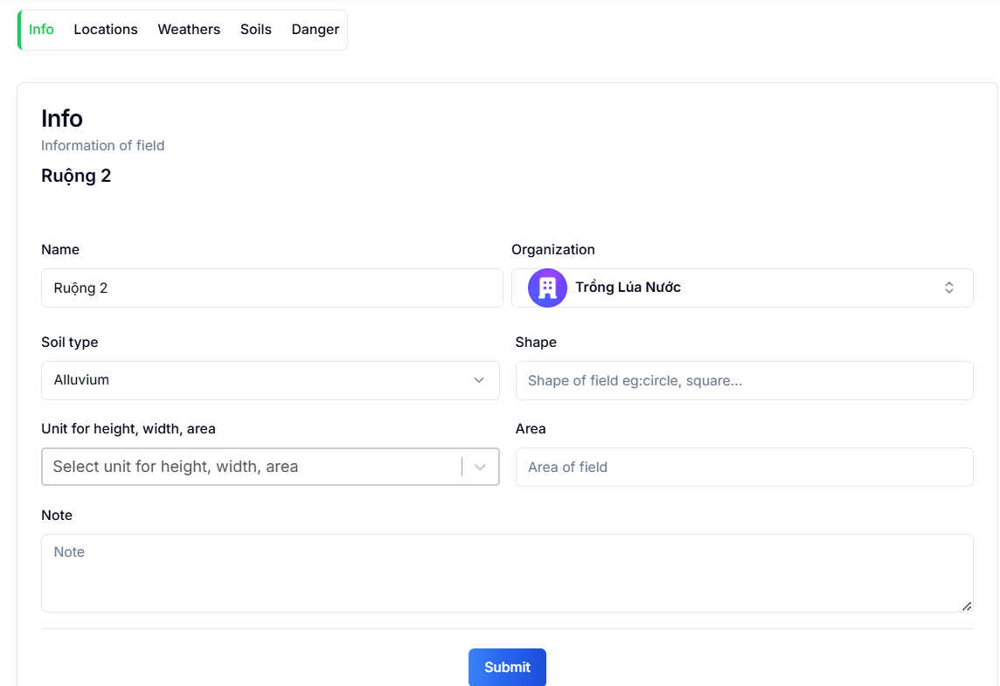 Info Locations Weathers Soils Danger
Info
Information of field
Ruộng 2
Name Organization
Ruộng 2 Trồng Lúa Nước
Soil type Shape
Alluvium Shape of field eg:circle, square...
Unit for height, width, area Area
Select unit for height, width, area Area of field
Note
Note
Submit